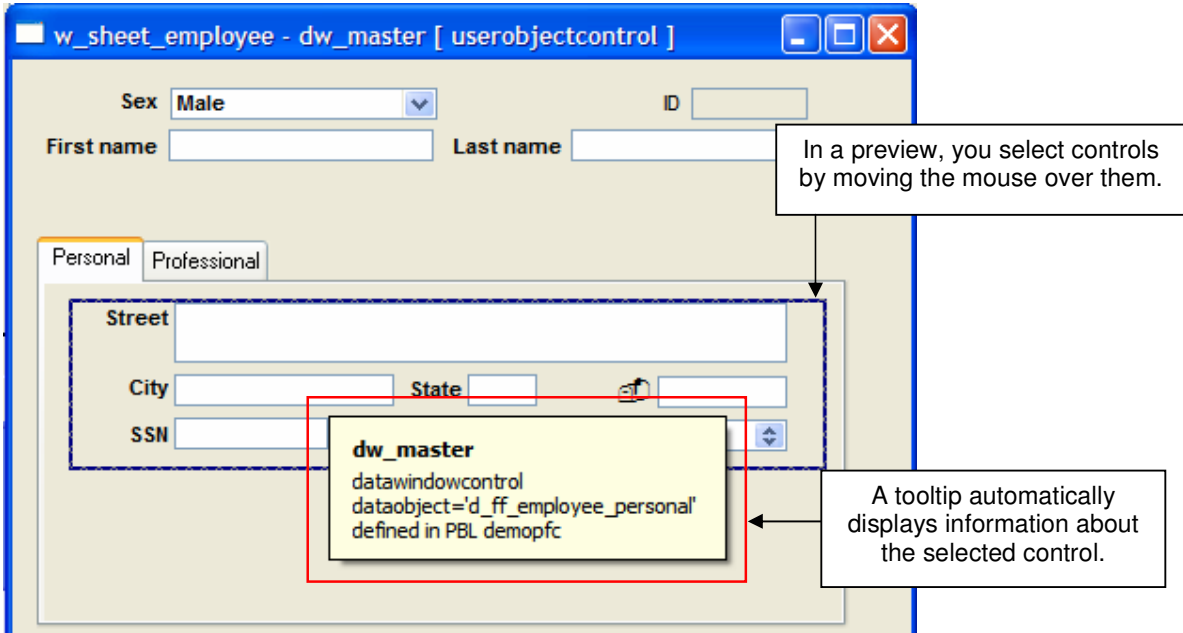 w_sheet_employee - dw_master [ userobjectcontrol ]
Sex Male ID
First name Last name
In a preview, you select controls
by moving the mouse over them.
Personal Professional
Street
City State
SSN
dw_master
datawindowcontrol
dataobject='d_ff_employee_personal'
defined in PBL demopfc
A tooltip automatically
displays information about
the selected control.